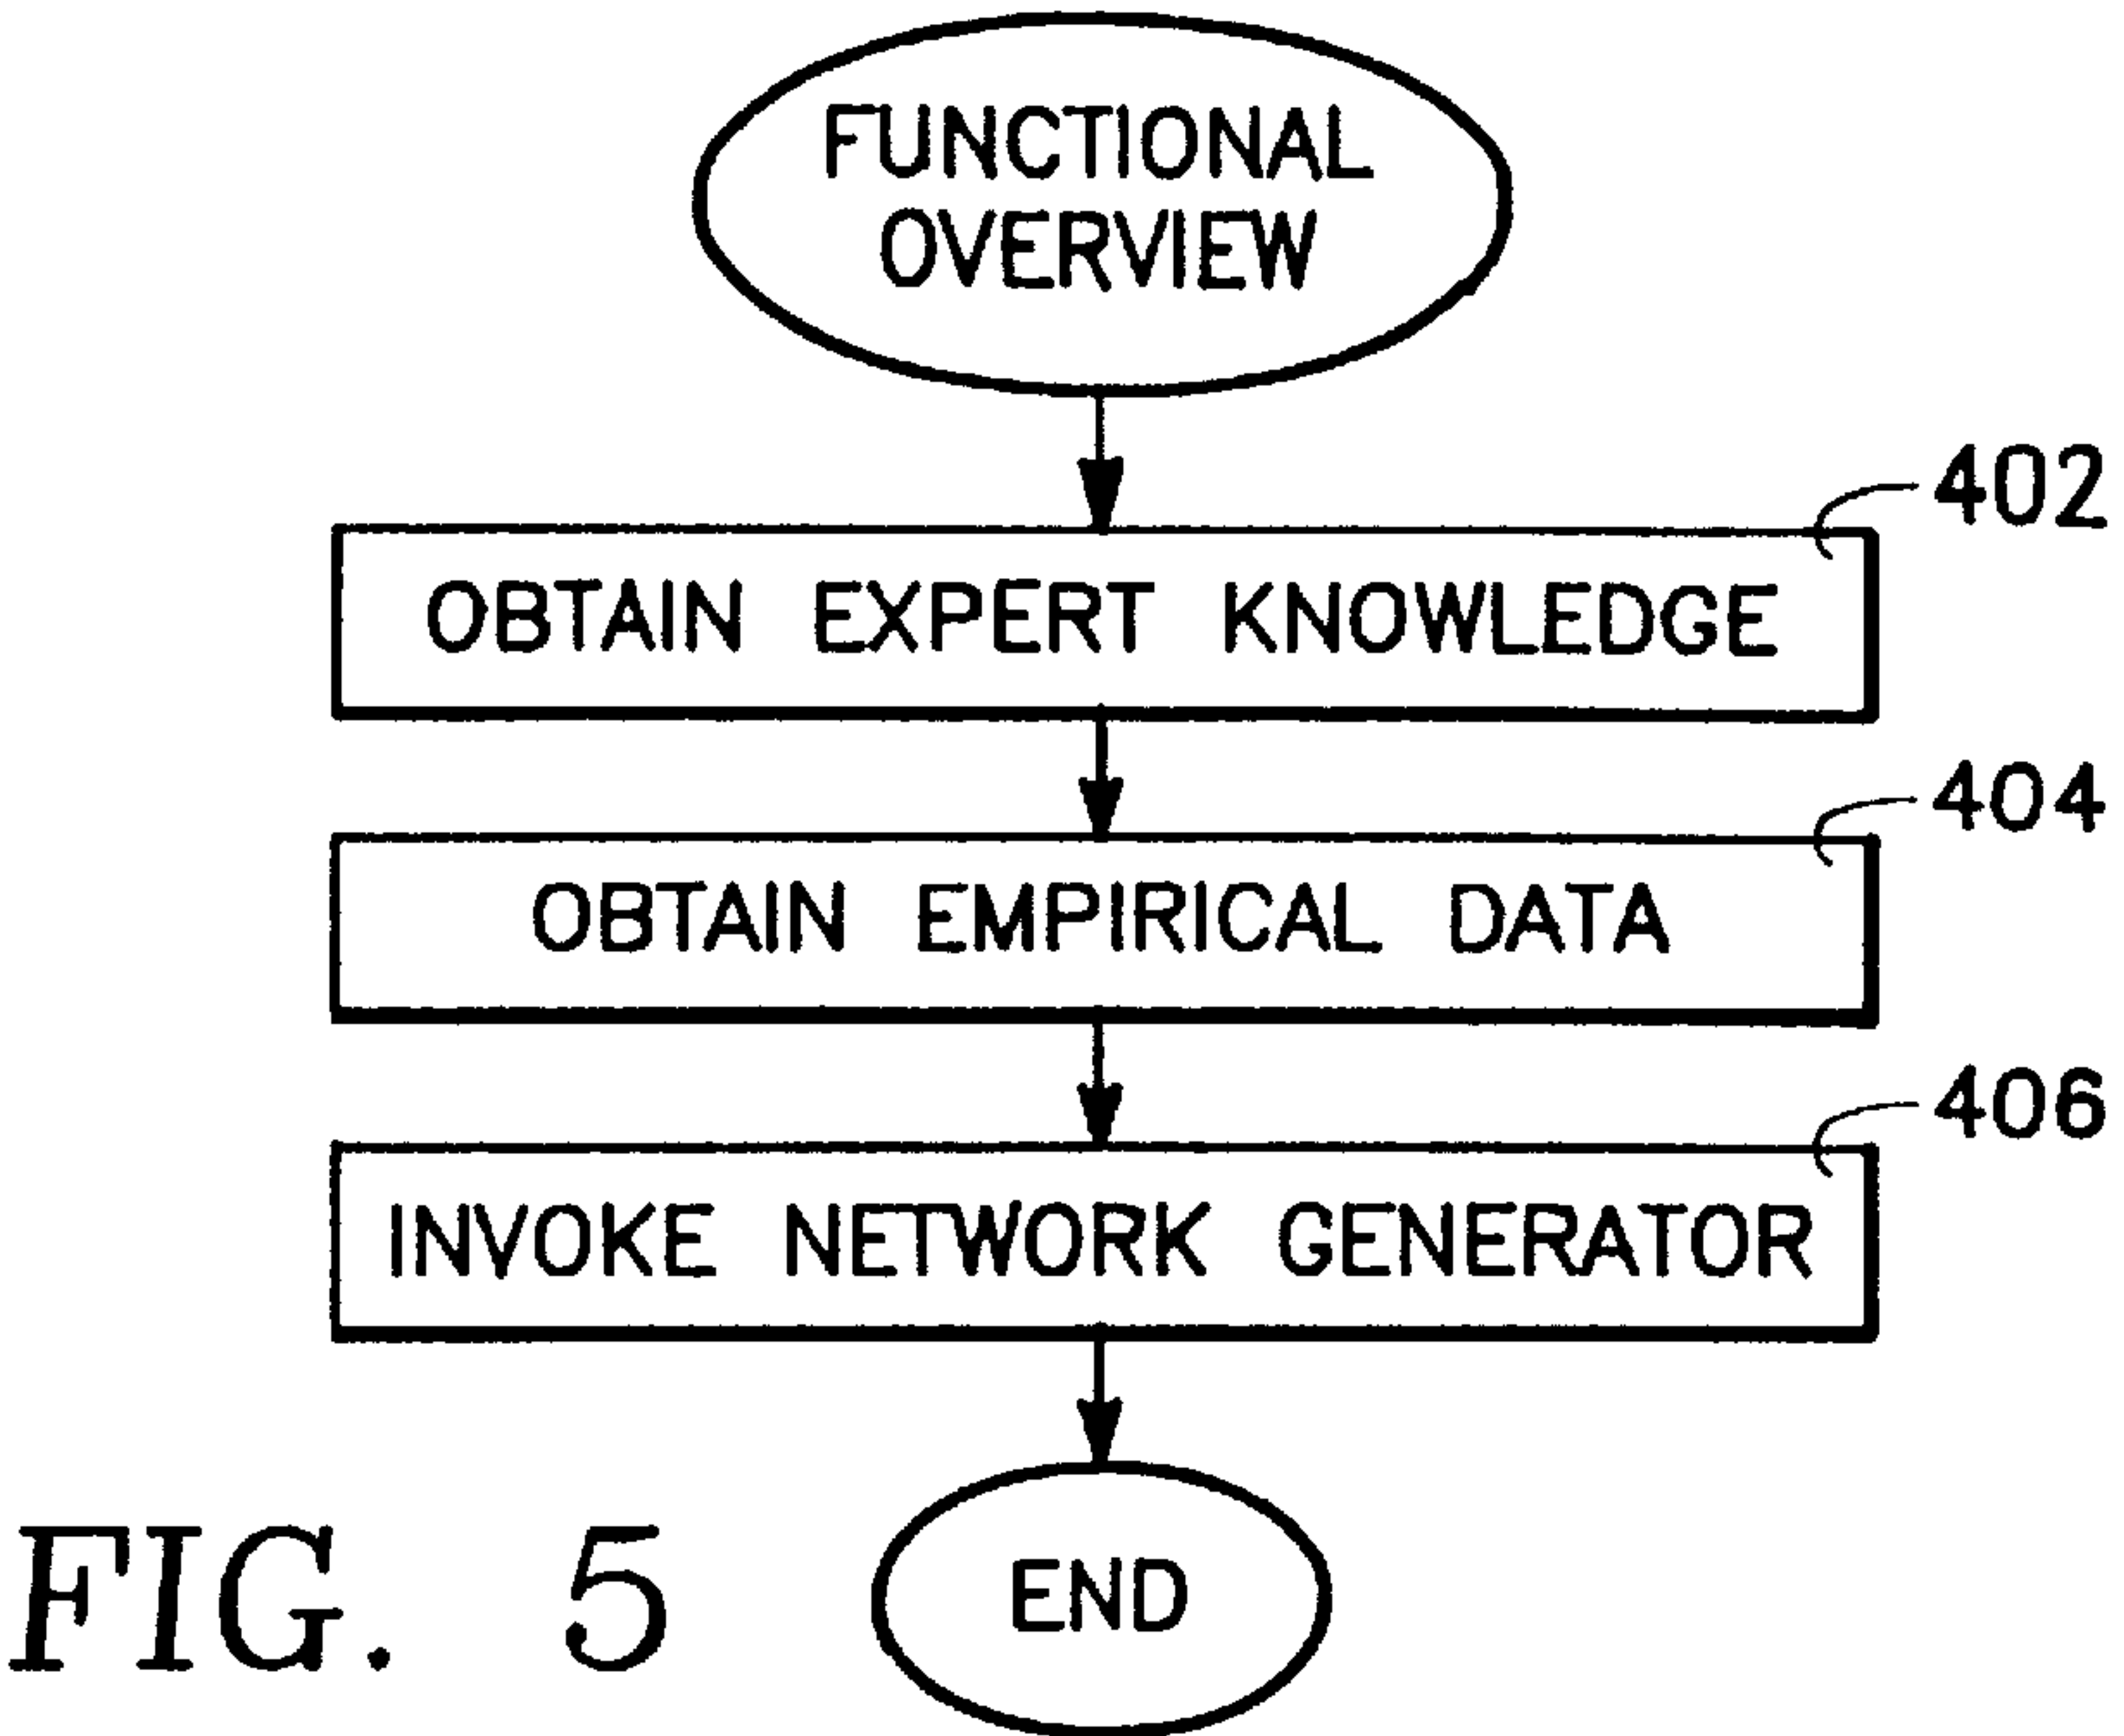 FUNCTIONAL
OVERVIEW
402
OBTAIN EXPERT KNOWLEDGE
404
OBTAIN EMPIRICAL DATA
406
INVOKE NETWORK GENERATOR
END
FIG. 5